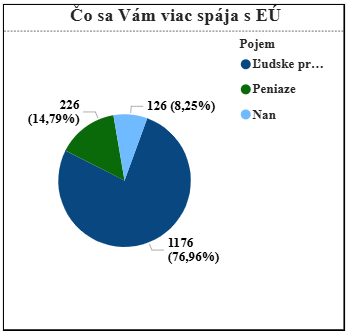 Čo sa Vám viac spája s EÚ
Pojem
Ľudske pr…
Peniaze
Nan
226
(14,79%)
126 (8,25%)
1176
(76,96%)